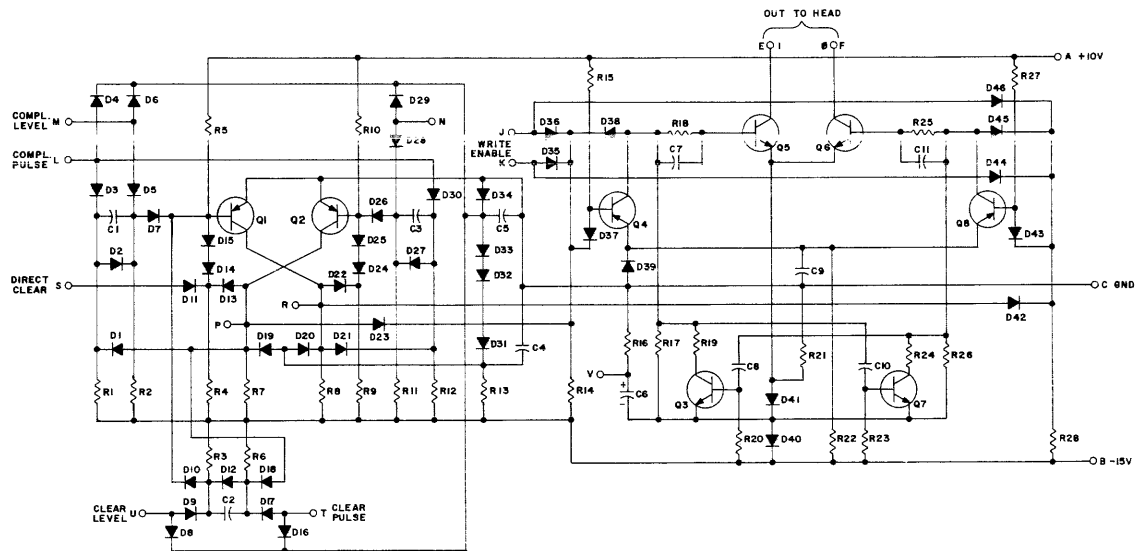 OUT TO HEAD
E I Ø F
A +10V
R15 R27
D4 D6 D29 D46
COMPL. LEVEL M
R5 R10 N
D28
J D36 D38 R18 R25 D45
WRITE ENABLE
C7 Q5 Q6 C11
COMPL. PULSE L
D35 K D44
D3 D5 D30 D34
D26
C1 D7 Q1 Q2 C3 C5 Q4 Q8
D15 D25 D37 D43
D2 D27 D33
D14 D24 D32 D39 C9
DIRECT CLEAR S D11 D13 D22 C GND
R D42
P D23
D1 D19 D20 D21 D31 C4
R16 R17 R19 C8 R21 C10 R24 R26
V
R1 R2 R4 R7 R8 R9 R11 R12 R13 R14 C6 Q3 D41 Q7
+
−
R3 R6 D40 R20 R22 R23 R28
D10 D12 D18 B -15V
D9 C2 D17
CLEAR LEVEL U T CLEAR PULSE
D8 D16